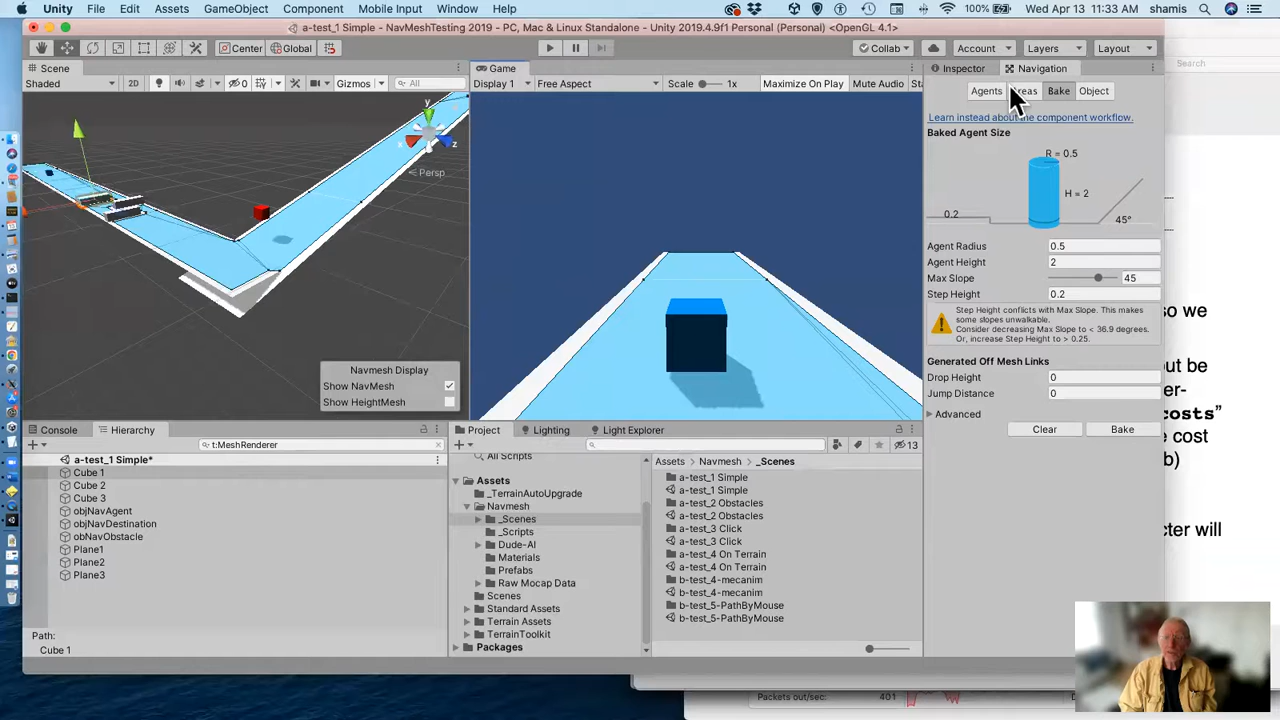 Unity File Edit Assets GameObject Component Mobile Input Window Help 100% Wed Apr 13 11:33 AM shamis
a-test_1 Simple - NavMeshTesting 2019 - PC, Mac & Linux Standalone - Unity 2019.4.9f1 Personal (Personal) <OpenGL 4.1>
Center Global Collab Account Layers Layout
Scene Game Inspector Navigation Search
Shaded 2D 0 Gizmos All Display 1 Free Aspect Scale 1x Maximize On Play Mute Audio Sta
Agents Areas Bake Object
Learn instead about the component workflow.
Baked Agent Size
R = 0.5
H = 2
0.2
45°
y
x
z
Persp
Agent Radius 0.5
Agent Height 2
Max Slope 45
Step Height 0.2
Step Height conflicts with Max Slope. This makes
some slopes unwalkable.
Consider decreasing Max Slope to < 36.9 degrees.
Or, increase Step Height to > 0.25.
Generated Off Mesh Links
Drop Height 0
Jump Distance 0
Advanced
Clear Bake
Navmesh Display
Show NavMesh
Show HeightMesh
Console Hierarchy
t:MeshRenderer
a-test_1 Simple*
Cube 1
Cube 2
Cube 3
objNavAgent
objNavDestination
obNavObstacle
Plane1
Plane2
Plane3
Path:
Cube 1
Project Lighting Light Explorer
13
All Scripts
Assets
_TerrainAutoUpgrade
Navmesh
_Scenes
_Scripts
Dude-AI
Materials
Prefabs
Raw Mocap Data
Scenes
Standard Assets
Terrain Assets
TerrainToolkit
Packages
Assets Navmesh _Scenes
a-test_1 Simple
a-test_1 Simple
a-test_2 Obstacles
a-test_2 Obstacles
a-test_3 Click
a-test_3 Click
a-test_4 On Terrain
a-test_4 On Terrain
b-test_4-mecanim
b-test_4-mecanim
b-test_5-PathByMouse
b-test_5-PathByMouse
so we
out be
er-
costs"
cost
b)
cter will
Packets out/sec: 401